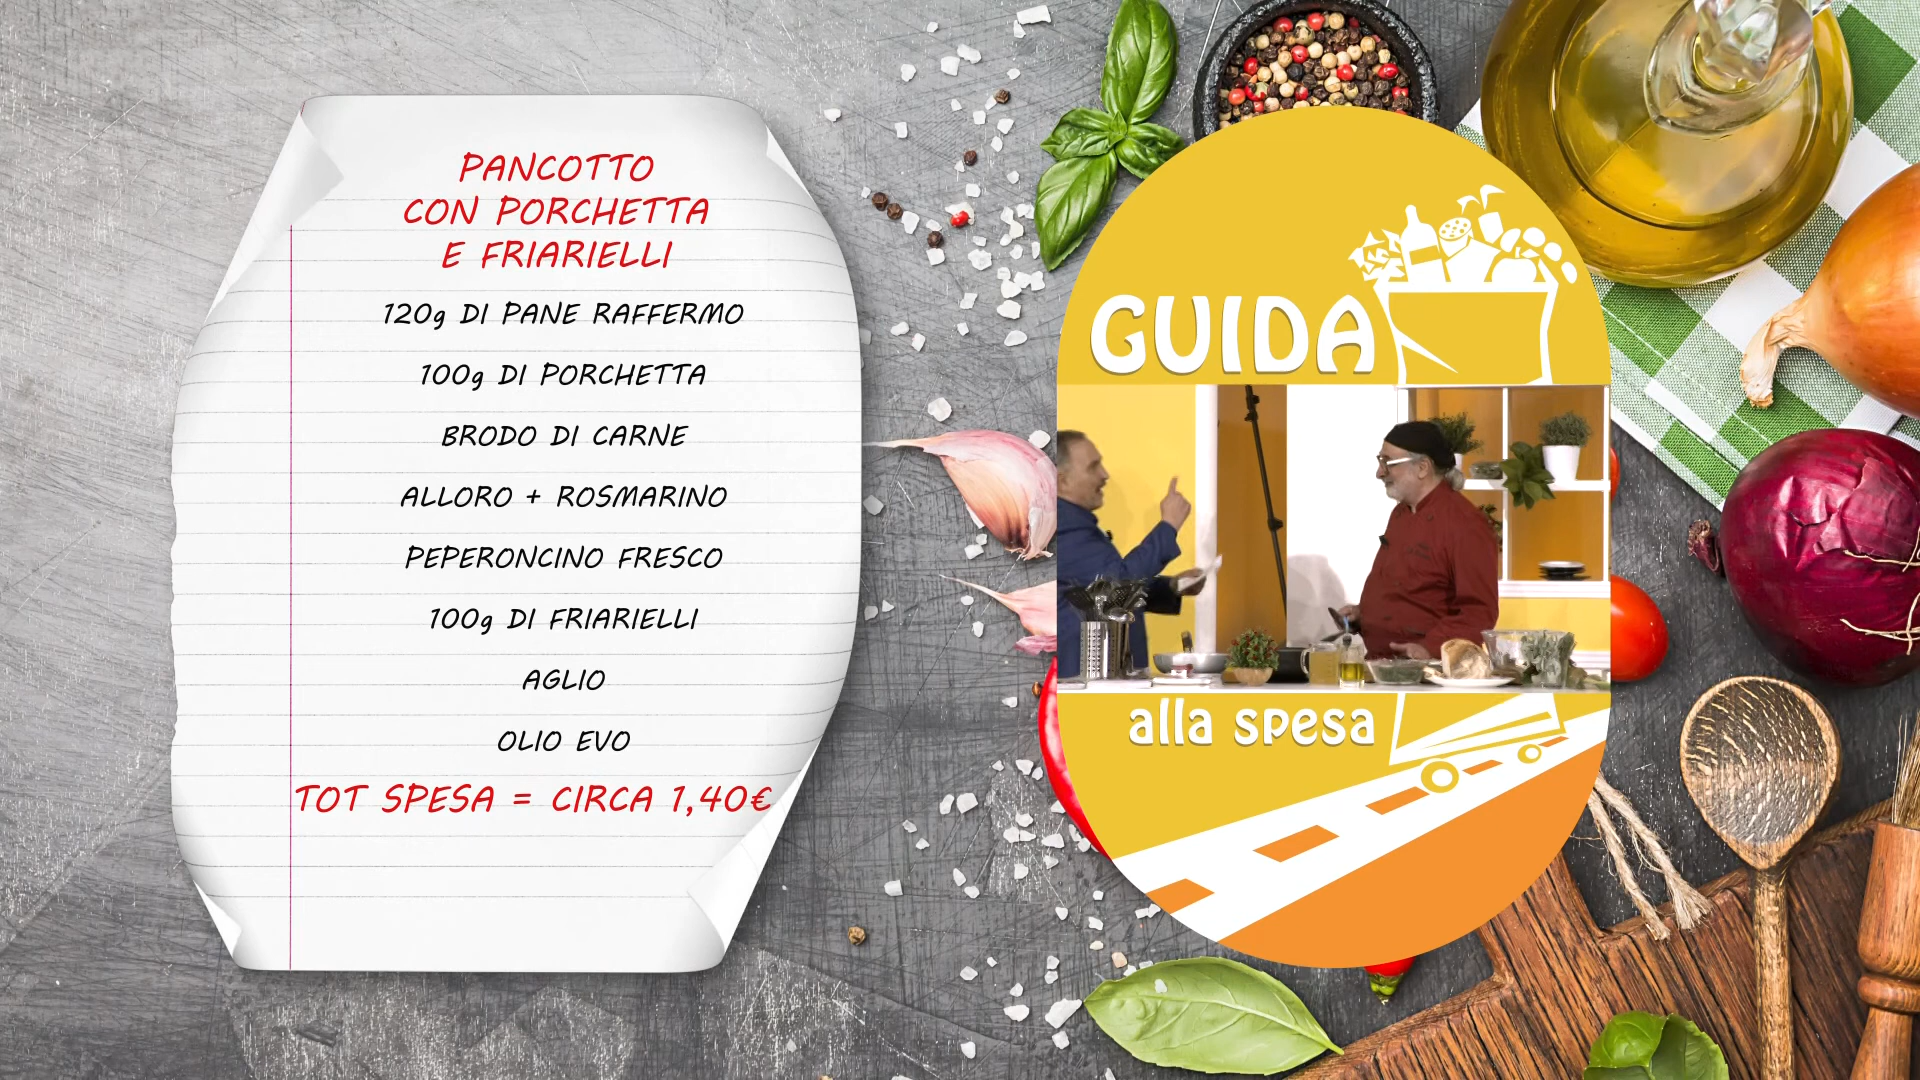 PANCOTTO
CON PORCHETTA
E FRIARIELLI
120g DI PANE RAFFERMO
100g DI PORCHETTA
BRODO DI CARNE
ALLORO + ROSMARINO
PEPERONCINO FRESCO
100g DI FRIARIELLI
AGLIO
OLIO EVO
TOT SPESA = CIRCA 1,40€
GUIDA
alla spesa